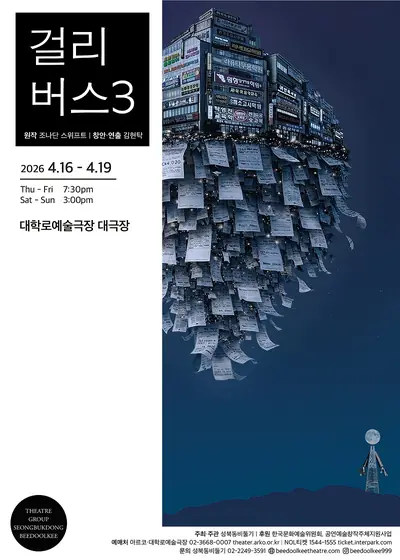 걸리
버스3
원작 조나단 스위프트 | 창안·연출 김현탁
2026 4.16 - 4.19
Thu - Fri 7:30pm
Sat - Sun 3:00pm
대학로예술극장 대극장
THEATRE
GROUP
SEONGBUKDONG
BEEDOOLKEE
주최·주관 성북동비둘기 | 후원 한국문화예술위원회, 공연예술창작주체지원사업
예매처 아르코·대학로예술극장 02-3668-0007 theater.arko.or.kr | NOL티켓 1544-1555 ticket.interpark.com
문의 성북동비둘기 02-2249-3591 beedoolkeetheatre.com beedoolkee999